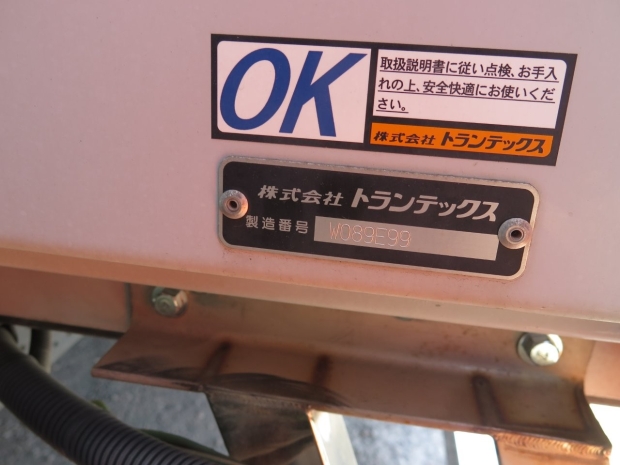 OK
取扱説明書に従い点検、お手入
れの上、安全快適にお使いくだ
さい。
株式会社 トランテックス
株式会社 トランテックス
製造番号 W089E99